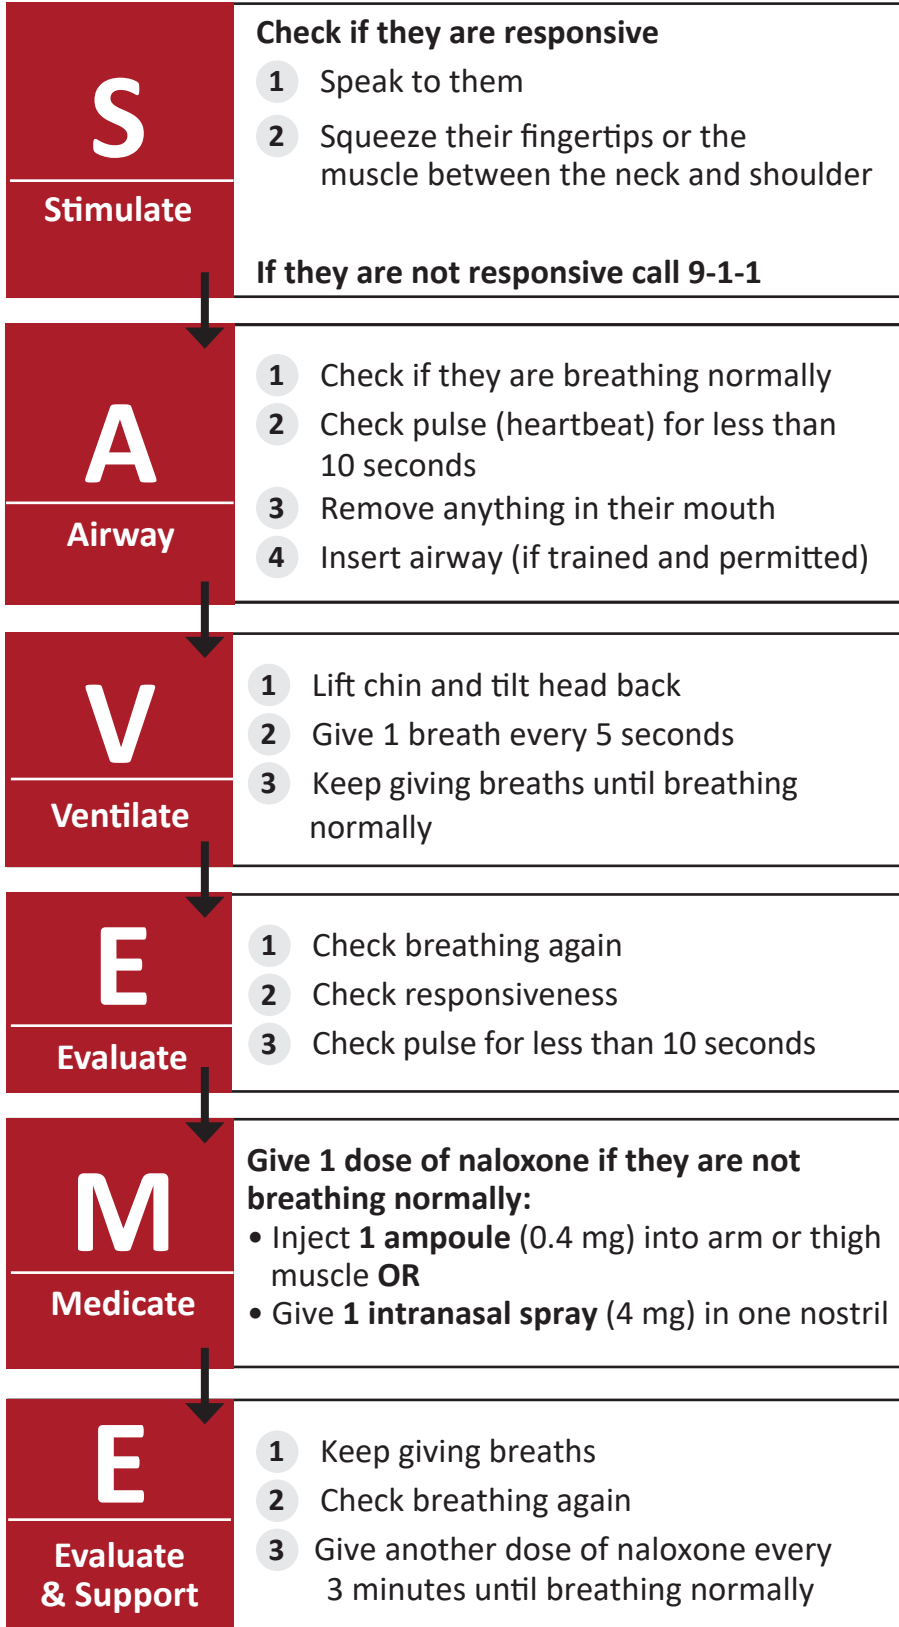 S
Stimulate
Check if they are responsive
1 Speak to them
2 Squeeze their fingertips or the
muscle between the neck and shoulder
If they are not responsive call 9-1-1
A
Airway
1 Check if they are breathing normally
2 Check pulse (heartbeat) for less than
10 seconds
3 Remove anything in their mouth
4 Insert airway (if trained and permitted)
V
Ventilate
1 Lift chin and tilt head back
2 Give 1 breath every 5 seconds
3 Keep giving breaths until breathing
normally
E
Evaluate
1 Check breathing again
2 Check responsiveness
3 Check pulse for less than 10 seconds
M
Medicate
Give 1 dose of naloxone if they are not
breathing normally:
• Inject 1 ampoule (0.4 mg) into arm or thigh
muscle OR
• Give 1 intranasal spray (4 mg) in one nostril
E
Evaluate
& Support
1 Keep giving breaths
2 Check breathing again
3 Give another dose of naloxone every
3 minutes until breathing normally